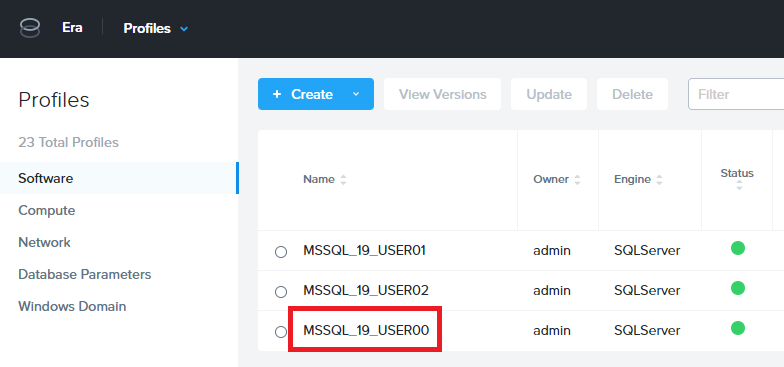 Era Profiles
Profiles
23 Total Profiles
Software
Compute
Network
Database Parameters
Windows Domain
+ Create View Versions Update Delete Filter
Name Owner Engine Status
MSSQL_19_USER01 admin SQLServer
MSSQL_19_USER02 admin SQLServer
MSSQL_19_USER00 admin SQLServer